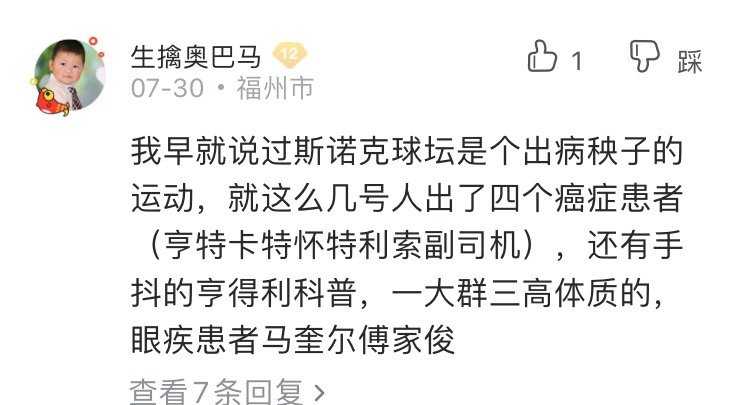 生擒奥巴马 12
07-30 • 福州市
1
踩
我早就说过斯诺克球坛是个出病秧子的
运动，就这么几号人出了四个癌症患者
（亨特卡特怀特利索副司机），还有手
抖的亨得利科普，一大群三高体质的，
眼疾患者马奎尔傅家俊
查看7条回复 >